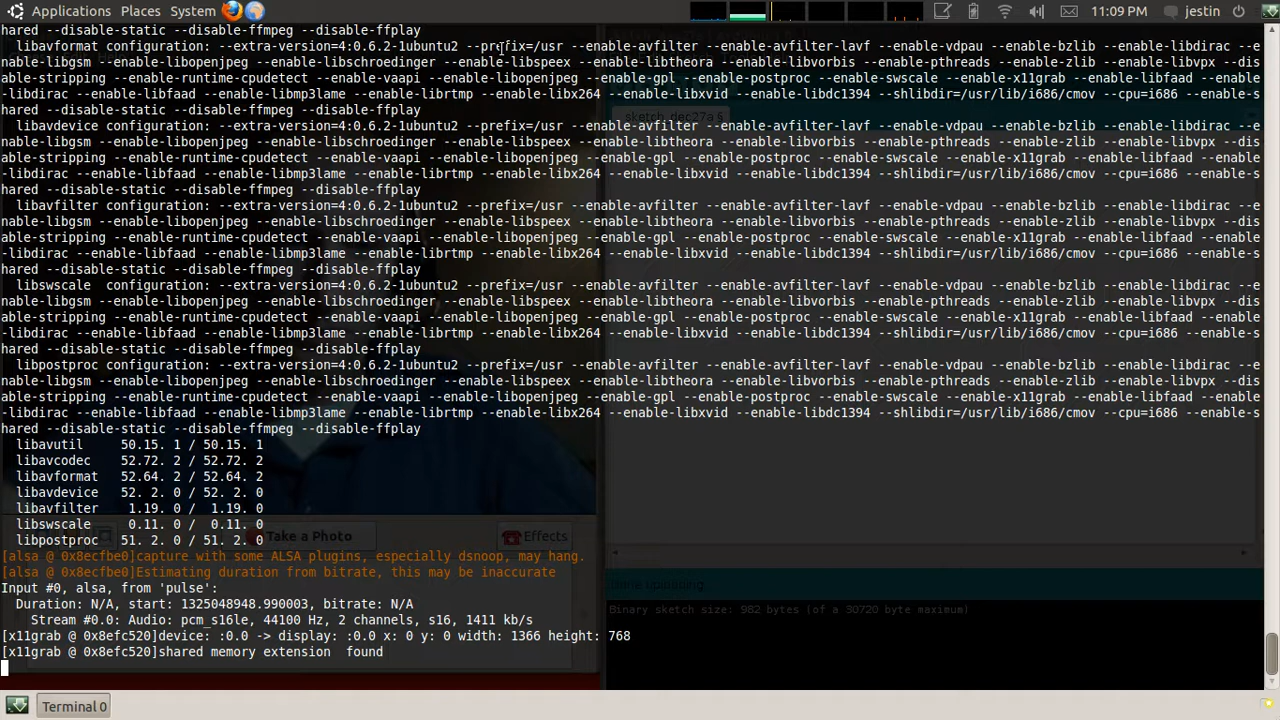 Applications Places System 11:09 PM jestin
hared --disable-static --disable-ffmpeg --disable-ffplay
libavformat configuration: --extra-version=4:0.6.2-1ubuntu2 --prefix=/usr --enable-avfilter --enable-avfilter-lavf --enable-vdpau --enable-bzlib --enable-libdirac --e
nable-libgsm --enable-libopenjpeg --enable-libschroedinger --enable-libspeex --enable-libtheora --enable-libvorbis --enable-pthreads --enable-libvpx --dis
able-stripping --enable-runtime-cpudetect --enable-vaapi --enable-libopenjpeg --enable-gpl --enable-postproc --enable-swscale --enable-x11grab --enable-libfaad --enable-
libdirac --enable-libfaad --enable-libmp3lame --enable-librtmp --enable-libx264 --enable-libxvid --enable-libdc1394 --shlibdir=/usr/lib/i686/cmov --cpu=i686 --enable-s
hared --disable-static --disable-ffmpeg --disable-ffplay
sketch_dec27a §
libavdevice configuration: --extra-version=4:0.6.2-1ubuntu2 --prefix=/usr --enable-avfilter --enable-avfilter-lavf --enable-vdpau --enable-bzlib --enable-libdirac --e
nable-libgsm --enable-libopenjpeg --enable-libschroedinger --enable-libspeex --enable-libtheora --enable-libvorbis --enable-pthreads --enable-libvpx --dis
able-stripping --enable-runtime-cpudetect --enable-vaapi --enable-libopenjpeg --enable-gpl --enable-postproc --enable-swscale --enable-x11grab --enable-libfaad --enable-
libdirac --enable-libfaad --enable-libmp3lame --enable-librtmp --enable-libx264 --enable-libxvid --enable-libdc1394 --shlibdir=/usr/lib/i686/cmov --cpu=i686 --enable-s
hared --disable-static --disable-ffmpeg --disable-ffplay
libavfilter configuration: --extra-version=4:0.6.2-1ubuntu2 --prefix=/usr --enable-avfilter --enable-avfilter-lavf --enable-vdpau --enable-bzlib --enable-libdirac --e
nable-libgsm --enable-libopenjpeg --enable-libschroedinger --enable-libspeex --enable-libtheora --enable-libvorbis --enable-pthreads --enable-libvpx --dis
able-stripping --enable-runtime-cpudetect --enable-vaapi --enable-libopenjpeg --enable-gpl --enable-postproc --enable-swscale --enable-x11grab --enable-libfaad --enable-
libdirac --enable-libfaad --enable-libmp3lame --enable-librtmp --enable-libx264 --enable-libxvid --enable-libdc1394 --shlibdir=/usr/lib/i686/cmov --cpu=i686 --enable-s
hared --disable-static --disable-ffmpeg --disable-ffplay
libswscale configuration: --extra-version=4:0.6.2-1ubuntu2 --prefix=/usr --enable-avfilter --enable-avfilter-lavf --enable-vdpau --enable-bzlib --enable-libdirac --e
nable-libgsm --enable-libopenjpeg --enable-libschroedinger --enable-libspeex --enable-libtheora --enable-libvorbis --enable-pthreads --enable-libvpx --dis
able-stripping --enable-runtime-cpudetect --enable-vaapi --enable-libopenjpeg --enable-gpl --enable-postproc --enable-swscale --enable-x11grab --enable-libfaad --enable-
libdirac --enable-libfaad --enable-libmp3lame --enable-librtmp --enable-libx264 --enable-libxvid --enable-libdc1394 --shlibdir=/usr/lib/i686/cmov --cpu=i686 --enable-s
hared --disable-static --disable-ffmpeg --disable-ffplay
libpostproc configuration: --extra-version=4:0.6.2-1ubuntu2 --prefix=/usr --enable-avfilter --enable-avfilter-lavf --enable-vdpau --enable-bzlib --enable-libdirac --e
nable-libgsm --enable-libopenjpeg --enable-libschroedinger --enable-libspeex --enable-libtheora --enable-libvorbis --enable-pthreads --enable-libvpx --dis
able-stripping --enable-runtime-cpudetect --enable-vaapi --enable-libopenjpeg --enable-gpl --enable-postproc --enable-swscale --enable-x11grab --enable-libfaad --enable-
libdirac --enable-libfaad --enable-libmp3lame --enable-librtmp --enable-libx264 --enable-libxvid --enable-libdc1394 --shlibdir=/usr/lib/i686/cmov --cpu=i686 --enable-s
hared --disable-static --disable-ffmpeg --disable-ffplay
libavutil 50.15. 1 / 50.15. 1
libavcodec 52.72. 2 / 52.72. 2
libavformat 52.64. 2 / 52.64. 2
libavdevice 52. 2. 0 / 52. 2. 0
libavfilter 1.19. 0 / 1.19. 0
libswscale 0.11. 0 / 0.11. 0
Take a Photo Effects
libpostproc 51. 2. 0 / 51. 2. 0
[alsa @ 0x8ecfbe0]capture with some ALSA plugins, especially dsnoop, may hang.
[alsa @ 0x8ecfbe0]Estimating duration from bitrate, this may be inaccurate
Done uploading.
Input #0, alsa, from 'pulse':
Duration: N/A, start: 1325048948.990003, bitrate: N/A
Binary sketch size: 982 bytes (of a 30720 byte maximum)
Stream #0.0: Audio: pcm_s16le, 44100 Hz, 2 channels, s16, 1411 kb/s
[x11grab @ 0x8efc520]device: :0.0 -> display: :0.0 x: 0 y: 0 width: 1366 height: 768
[x11grab @ 0x8efc520]shared memory extension found
Terminal 0